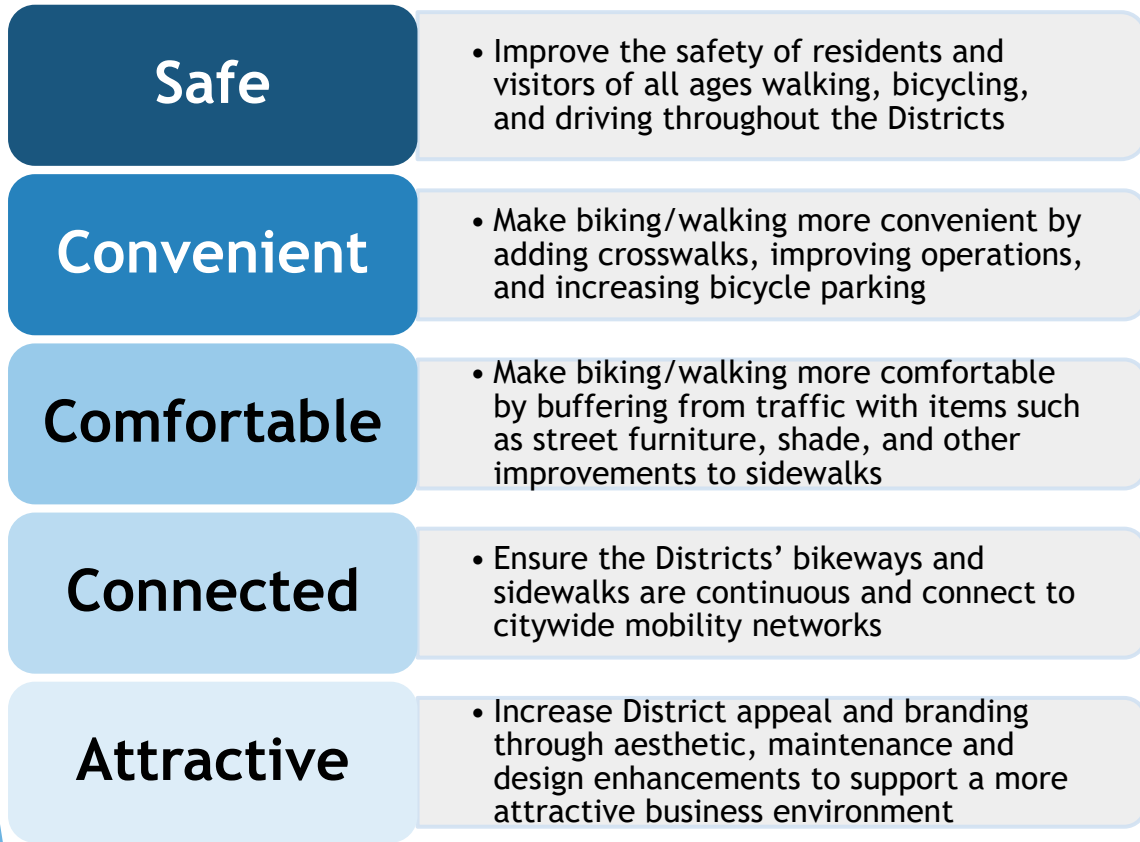 Safe
• Improve the safety of residents and
visitors of all ages walking, bicycling,
and driving throughout the Districts
Convenient
• Make biking/walking more convenient by
adding crosswalks, improving operations,
and increasing bicycle parking
Comfortable
• Make biking/walking more comfortable
by buffering from traffic with items such
as street furniture, shade, and other
improvements to sidewalks
Connected
• Ensure the Districts’ bikeways and
sidewalks are continuous and connect to
citywide mobility networks
Attractive
• Increase District appeal and branding
through aesthetic, maintenance and
design enhancements to support a more
attractive business environment